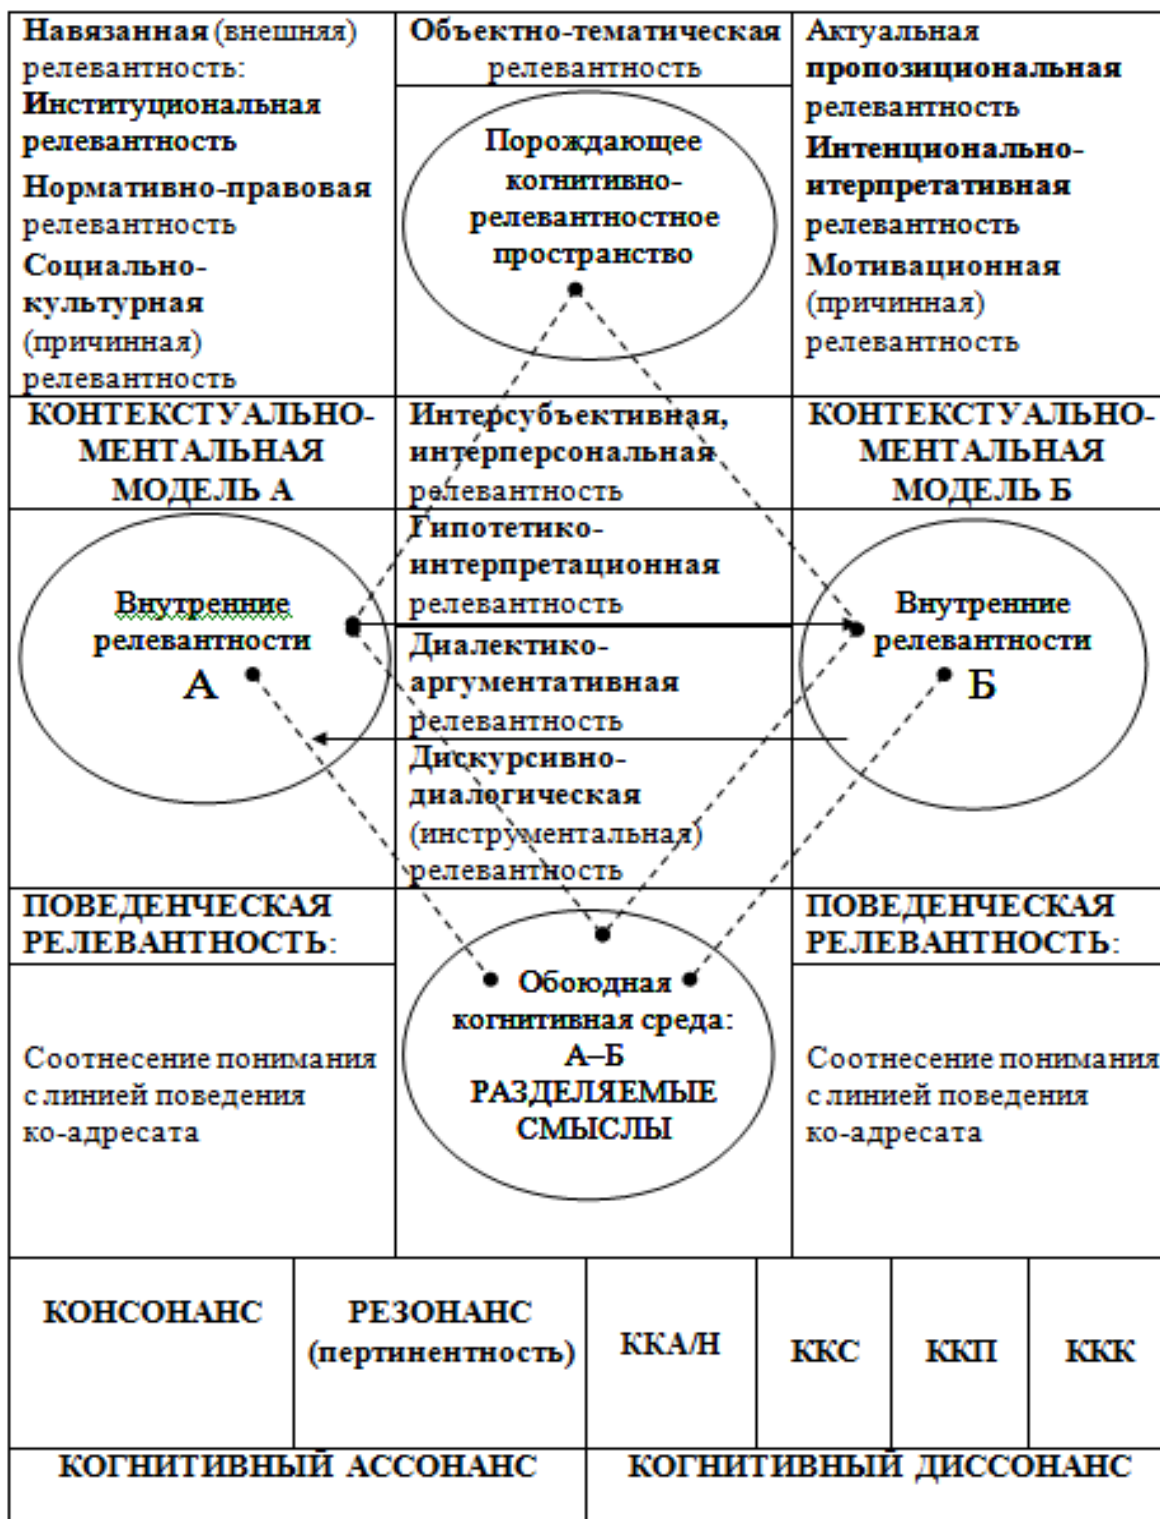 Навязанная (внешняя)
релевантность:
Институциональная
релевантность
Нормативно-правовая
релевантность
Социально-
культурная
(причинная)
релевантность
Объектно-тематическая
релевантность
Порождающее
когнитивно-
релевантностное
пространство
Актуальная
пропозициональная
релевантность
Интенционально-
итерпретативная
релевантность
Мотивационная
(причинная)
релевантность
КОНТЕКСТУАЛЬНО-
МЕНТАЛЬНАЯ
МОДЕЛЬ А
Интерсубъективная,
интерперсональная
релевантность
КОНТЕКСТУАЛЬНО-
МЕНТАЛЬНАЯ
МОДЕЛЬ Б
Внутренние
релевантности
А
Гипотетико-
интерпретационная
релевантность
Диалектико-
аргументативная
релевантность
Дискурсивно-
диалогическая
(инструментальная)
релевантность
Внутренние
релевантности
Б
ПОВЕДЕНЧЕСКАЯ
РЕЛЕВАНТНОСТЬ:
Соотнесение понимания
с линией поведения
ко-адресата
Обоюдная
когнитивная среда:
А–Б
РАЗДЕЛЯЕМЫЕ
СМЫСЛЫ
ПОВЕДЕНЧЕСКАЯ
РЕЛЕВАНТНОСТЬ:
Соотнесение понимания
с линией поведения
ко-адресата
КОНСОНАНС
РЕЗОНАНС
(пертинентность)
ККА/Н
ККС
ККП
ККК
КОГНИТИВНЫЙ АССОНАНС
КОГНИТИВНЫЙ ДИССОНАНС